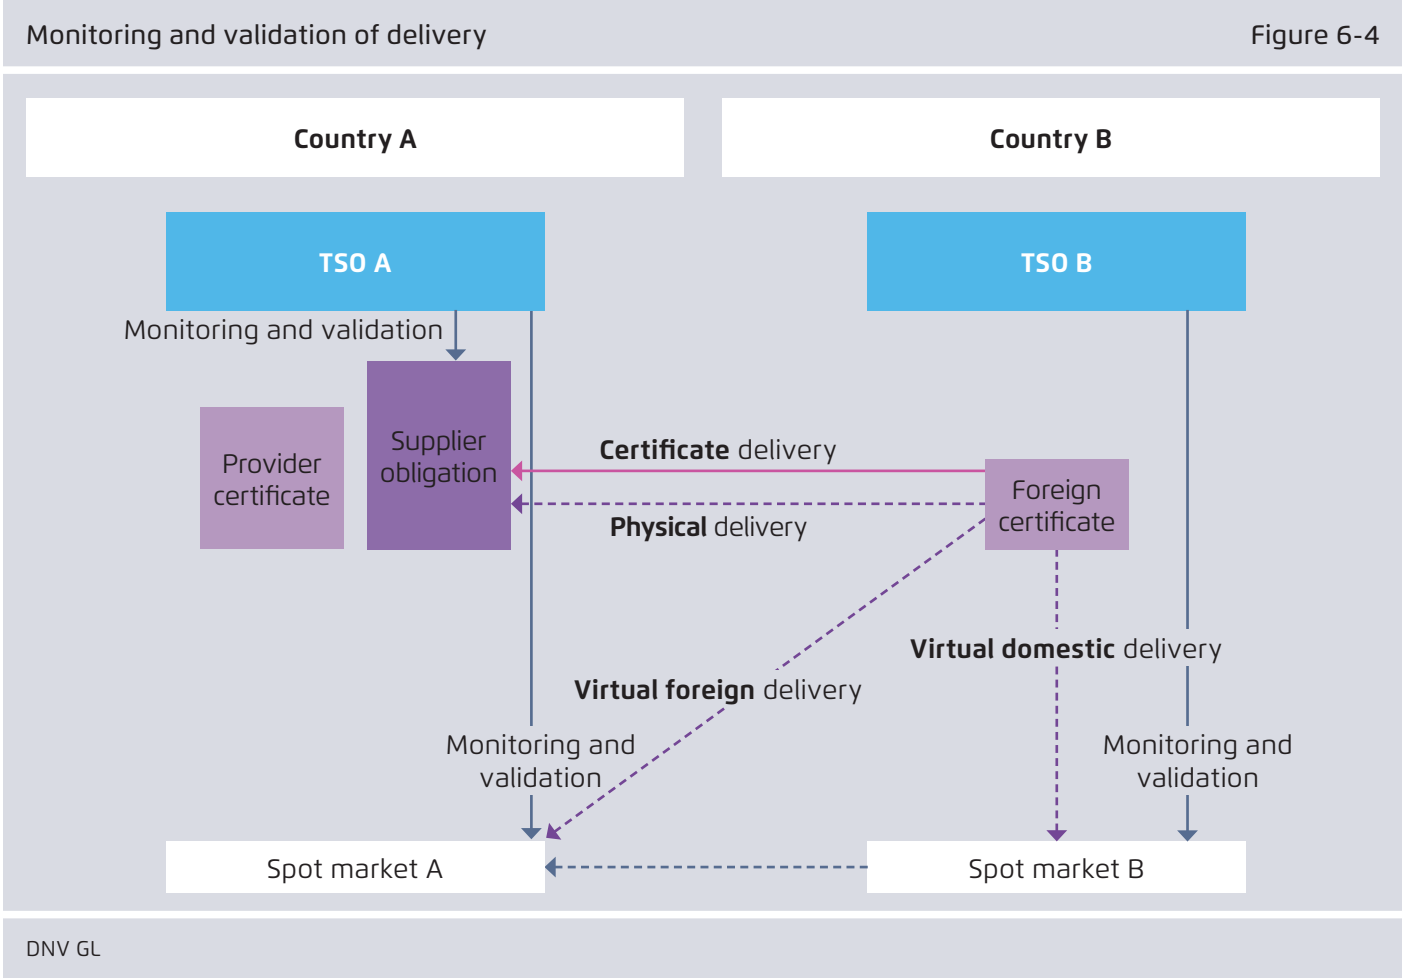 Monitoring and validation of delivery
Figure 6-4
Country A
Country B
TSO A
TSO B
Monitoring and validation
Supplier
obligation
Provider
certificate
Certificate delivery
Physical delivery
Foreign
certificate
Virtual domestic delivery
Virtual foreign delivery
Monitoring and
validation
Monitoring and
validation
Spot market A
Spot market B
DNV GL